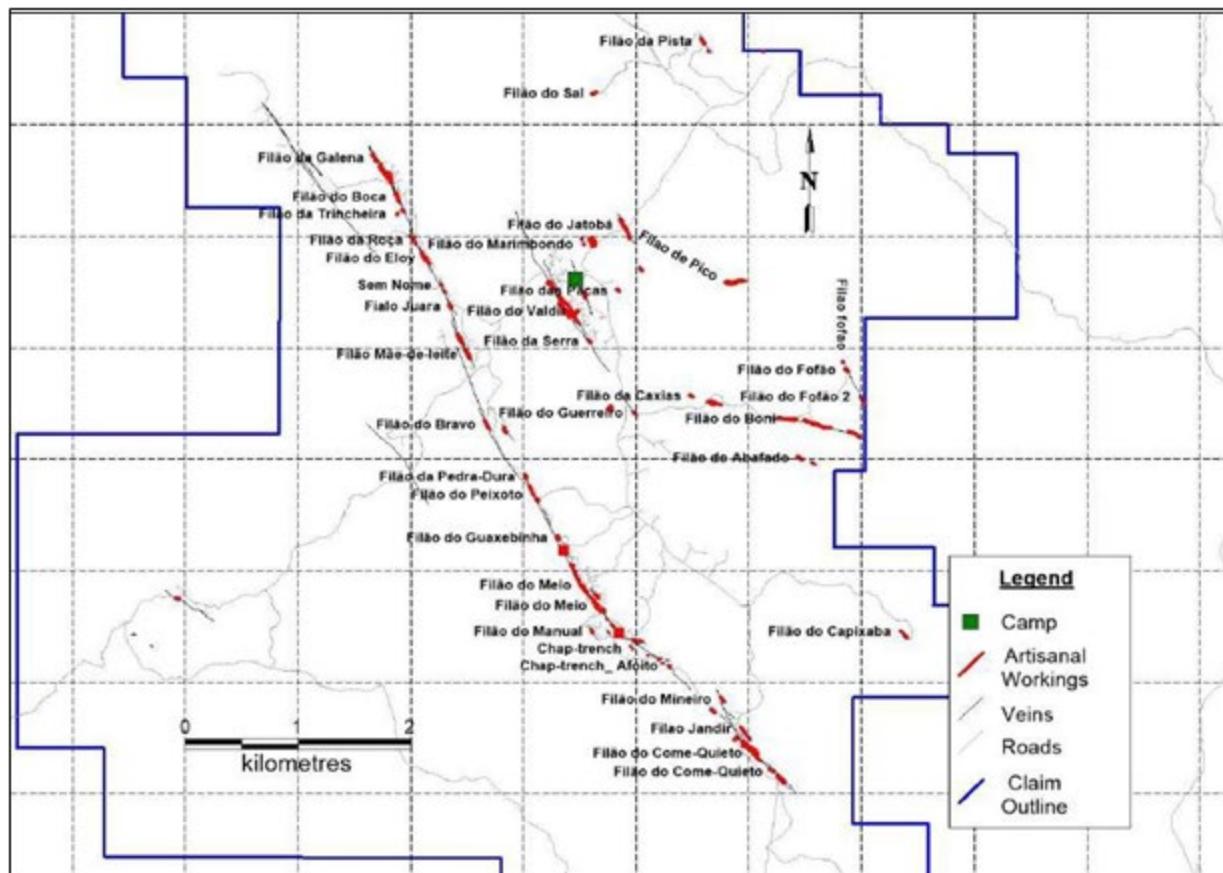 Filão da Pista
Filão do Sal
N
Filão da Galena
Filão do Boca
Filão da Trincheira
Filão do Jatobá
Filão da Roça
Filão do Marimbondo
Filão do Eloy
Filão de Pico
Sem Nome
Filão das Pacas
Fialo Juara
Filão do Valdir
Filao fofao
Filão da Serra
Filão Mãe-de-leite
Filão do Fofão
Filão da Caxias
Filão do Fofão 2
Filão do Guerreiro
Filão do Boni
Filão do Bravo
Filão do Abafado
Filão da Pedra-Dura
Filão do Peixoto
Filão do Guaxebinha
Filão do Meio
Filão do Meio
Filão do Manual
Filão do Capixaba
Chap-trench
Chap-trench_ Afoito
Filão do Mineiro
Filao Jandir
Filão do Come-Quieto
Filão do Come-Quieto
0 1 2
kilometres
Legend
Camp
Artisanal
Workings
Veins
Roads
Claim
Outline